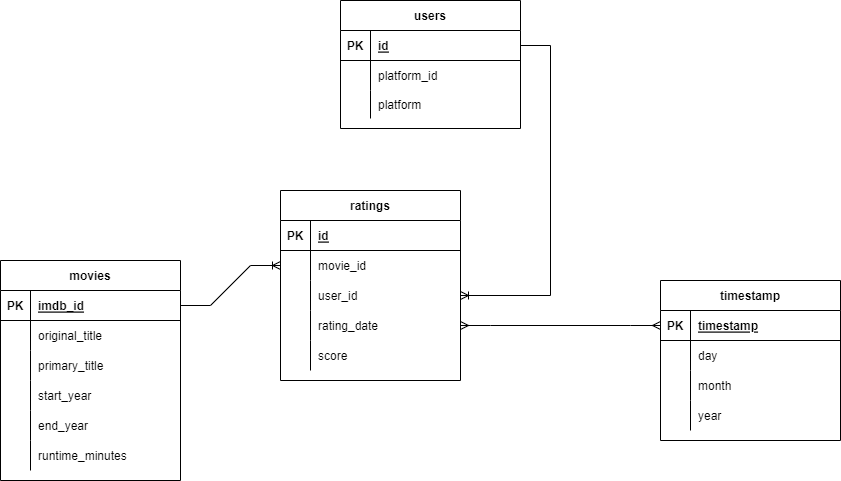 users
PK id
platform_id
platform
ratings
PK id
movie_id
user_id
rating_date
score
movies
PK imdb_id
original_title
primary_title
start_year
end_year
runtime_minutes
timestamp
PK timestamp
day
month
year